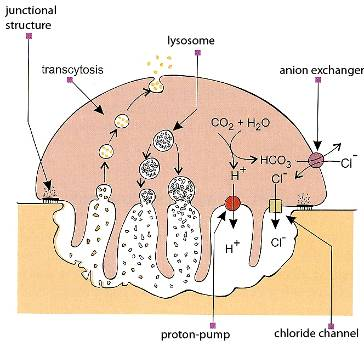 junctional
structure
lysosome
transcytosis
anion exchanger
CO2 + H2O
HCO3
H+
Cl-
Cl-
H+
Cl-
proton-pump
chloride channel